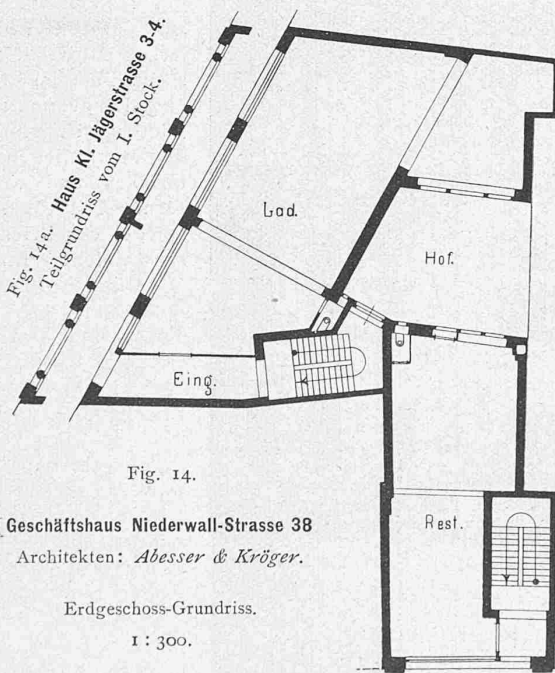 Fig. 14a. Haus Kl. Jägerstrasse 3-4.
Teilgrundriss vom I. Stock.
Lad.
Hof.
Eing.
Rest.
Fig. 14.
Geschäftshaus Niederwall-Strasse 38
Architekten: Abesser & Kröger.
Erdgeschoss-Grundriss.
1 : 300.